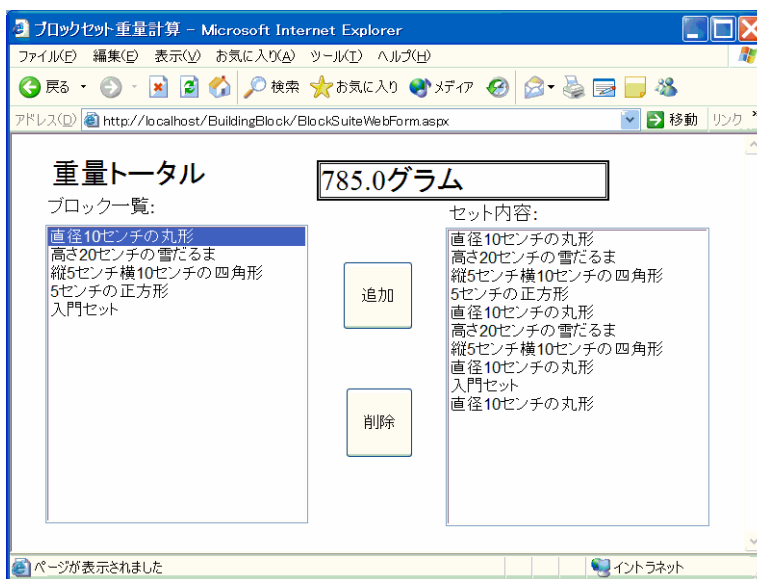 ブロックセット重量計算 - Microsoft Internet Explorer
ファイル(F) 編集(E) 表示(V) お気に入り(A) ツール(T) ヘルプ(H)
戻る 検索 お気に入り メディア
アドレス(D) http://localhost/BuildingBlock/BlockSuiteWebForm.aspx 移動 リンク
重量トータル 785.0グラム
ブロック一覧:
直径10センチの丸形
高さ20センチの雪だるま
縦5センチ横10センチの四角形
5センチの正方形
入門セット
追加
削除
セット内容:
直径10センチの丸形
高さ20センチの雪だるま
縦5センチ横10センチの四角形
5センチの正方形
直径10センチの丸形
高さ20センチの雪だるま
縦5センチ横10センチの四角形
直径10センチの丸形
入門セット
直径10センチの丸形
ページが表示されました イントラネット